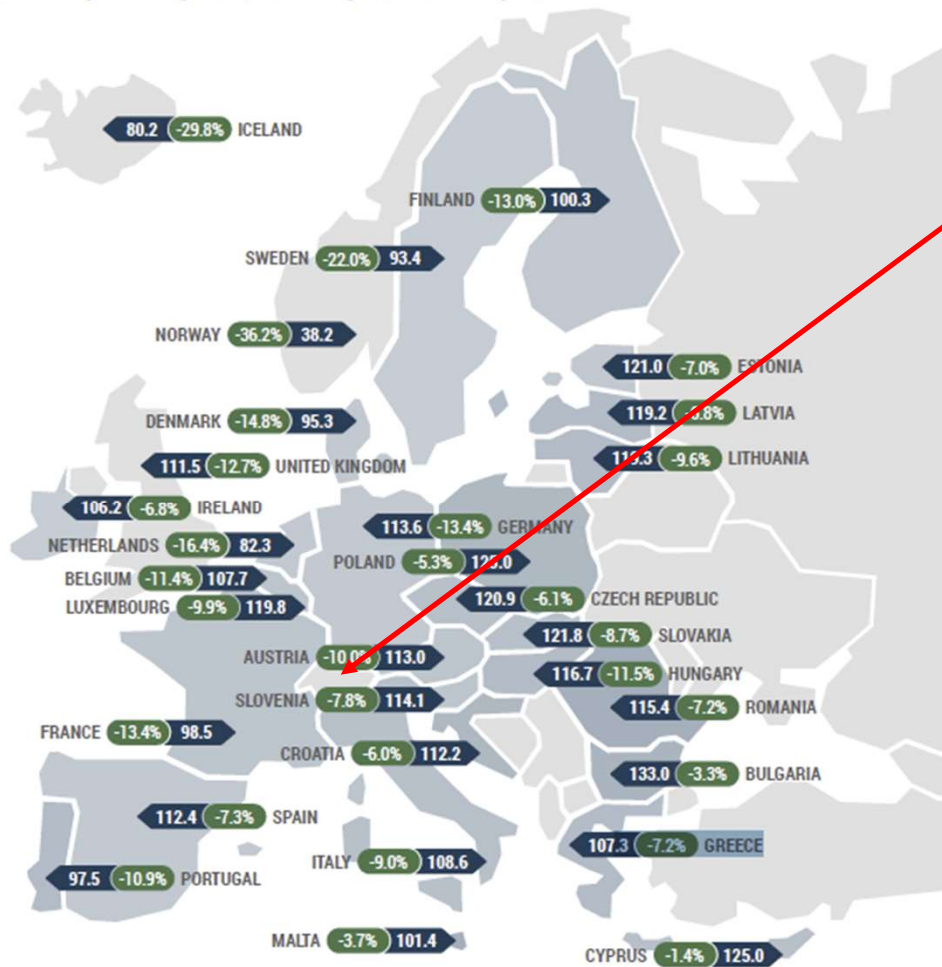 80.2 -29.8% ICELAND
FINLAND -13.0% 100.3
SWEDEN -22.0% 93.4
NORWAY -36.2% 38.2
121.0 -7.0% ESTONIA
119.2 LATVIA
DENMARK -14.8% 95.3
-9.6% LITHUANIA
111.5 -12.7% UNITED KINGDOM
106.2 -6.8% IRELAND
113.6 -13.4% GERMANY
NETHERLANDS -16.4% 82.3
POLAND -5.3%
BELGIUM -11.4% 107.7
120.9 -6.1% CZECH REPUBLIC
LUXEMBOURG -9.9% 119.8
121.8 -8.7% SLOVAKIA
AUSTRIA -10.0% 113.0
116.7 -11.5% HUNGARY
SLOVENIA -7.8% 114.1
115.4 -7.2% ROMANIA
FRANCE -13.4% 98.5
CROATIA -6.0% 112.2
133.0 -3.3% BULGARIA
112.4 -7.3% SPAIN
107.3 -7.2% GREECE
ITALY -9.0% 108.6
97.5 -10.9% PORTUGAL
MALTA -3.7% 101.4
CYPRUS -1.4% 125.0